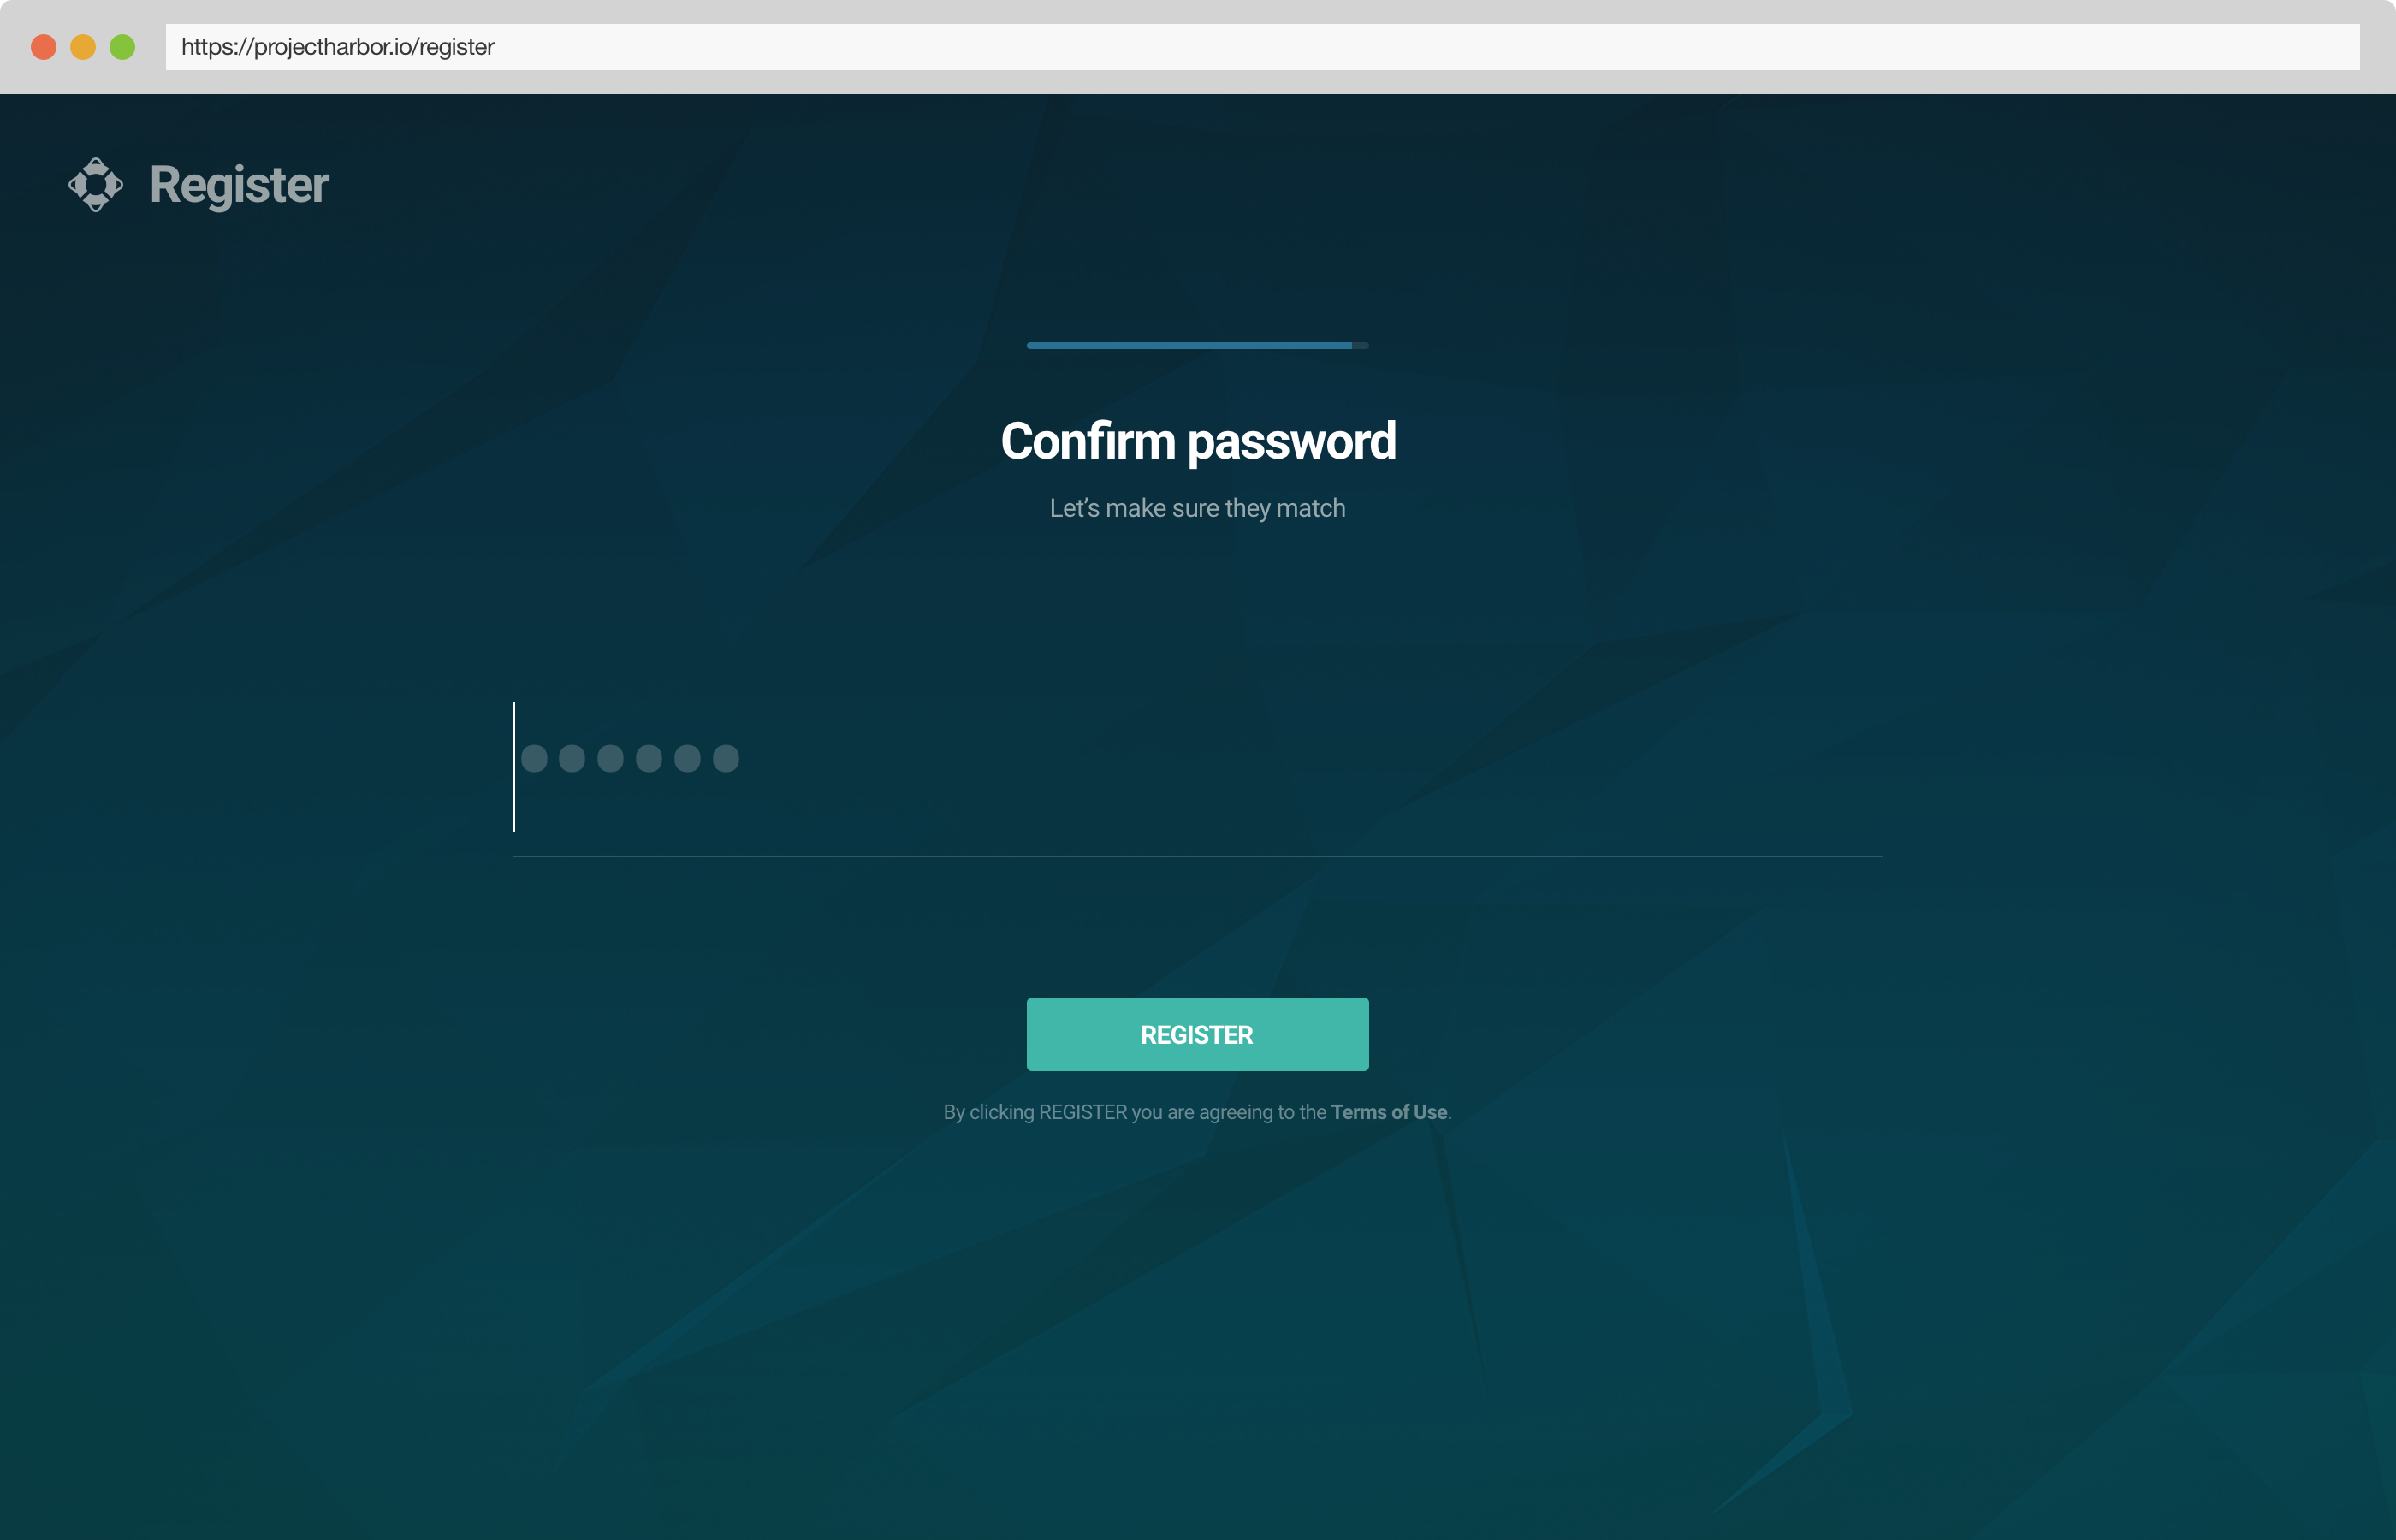 https://projectharbor.io/register
Register
Confirm password
Let’s make sure they match
REGISTER
By clicking REGISTER you are agreeing to the Terms of Use.